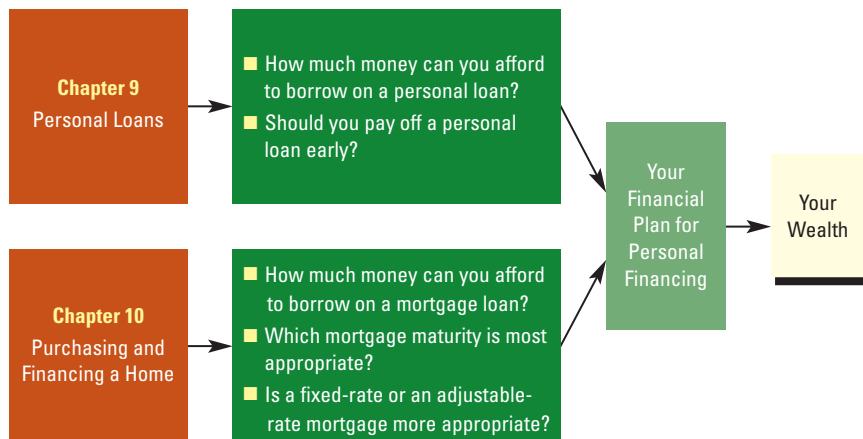 Chapter 9
Personal Loans
■ How much money can you afford
to borrow on a personal loan?
■ Should you pay off a personal
loan early?
Chapter 10
Purchasing and
Financing a Home
■ How much money can you afford
to borrow on a mortgage loan?
■ Which mortgage maturity is most
appropriate?
■ Is a fixed-rate or an adjustable-
rate mortgage more appropriate?
Your
Financial
Plan for
Personal
Financing
Your
Wealth